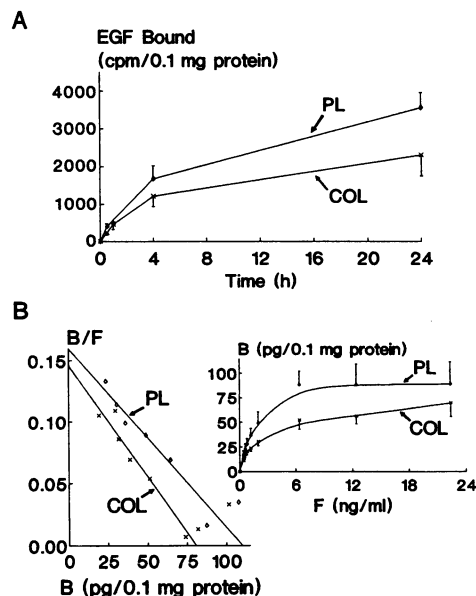 A
EGF Bound
(cpm/0.1 mg protein)
4000
3000
2000
1000
0
PL
COL
0 4 8 12 16 20 24
Time (h)
B
B/F
0.15
0.10
0.05
0.00
PL
COL
0 25 50 75 100
B (pg/0.1 mg protein)
B (pg/0.1 mg protein)
100
75
50
25
0
PL
COL
0 6 12 18 24
F (ng/ml)